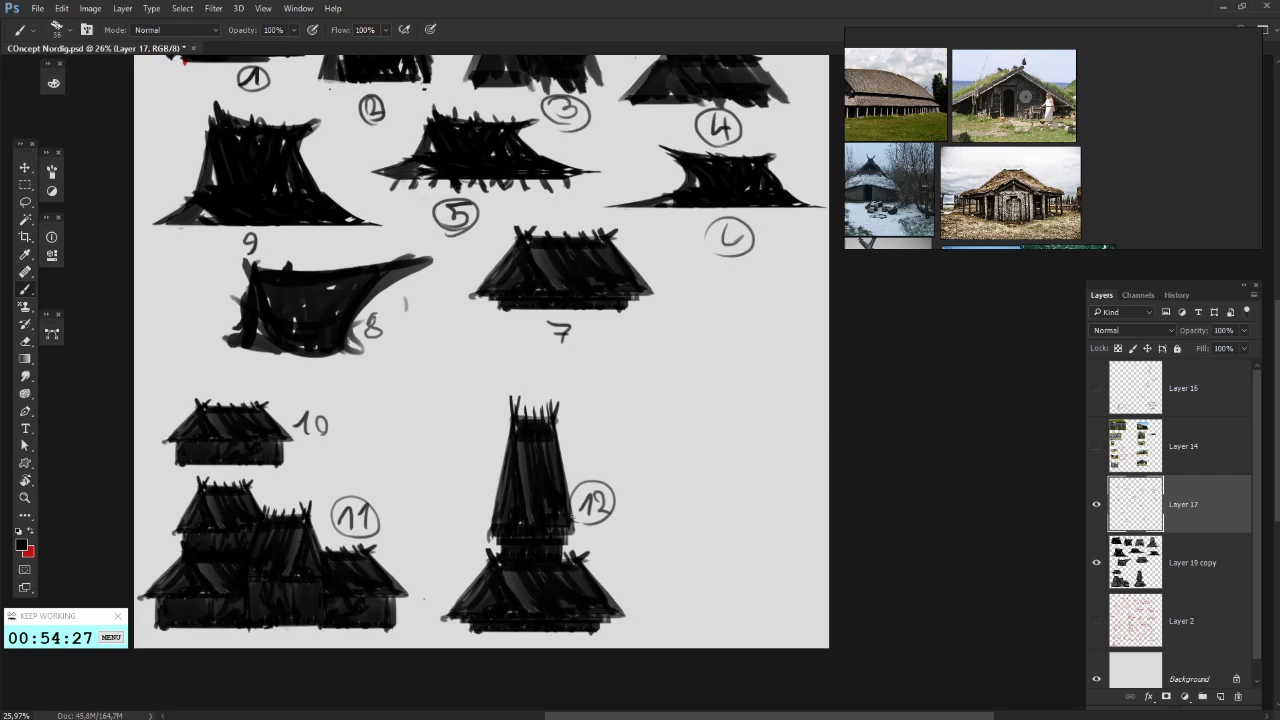 Ps File Edit Image Layer Type Select Filter 3D View Window Help
36 Mode: Normal Opacity: 100% Flow: 100%
COncept Nordig.psd @ 26% (Layer 17, RGB/8) *
1
2
3
4
9
5
6
8
7
10
11
12
KEEP WORKING
00:54:27 MENU
Layers Channels History
Kind
Normal Opacity: 100%
Lock: Fill: 100%
Layer 16
Layer 14
Layer 17
Layer 19 copy
Layer 2
Background
25,97% Doc: 45,8M/164,7M